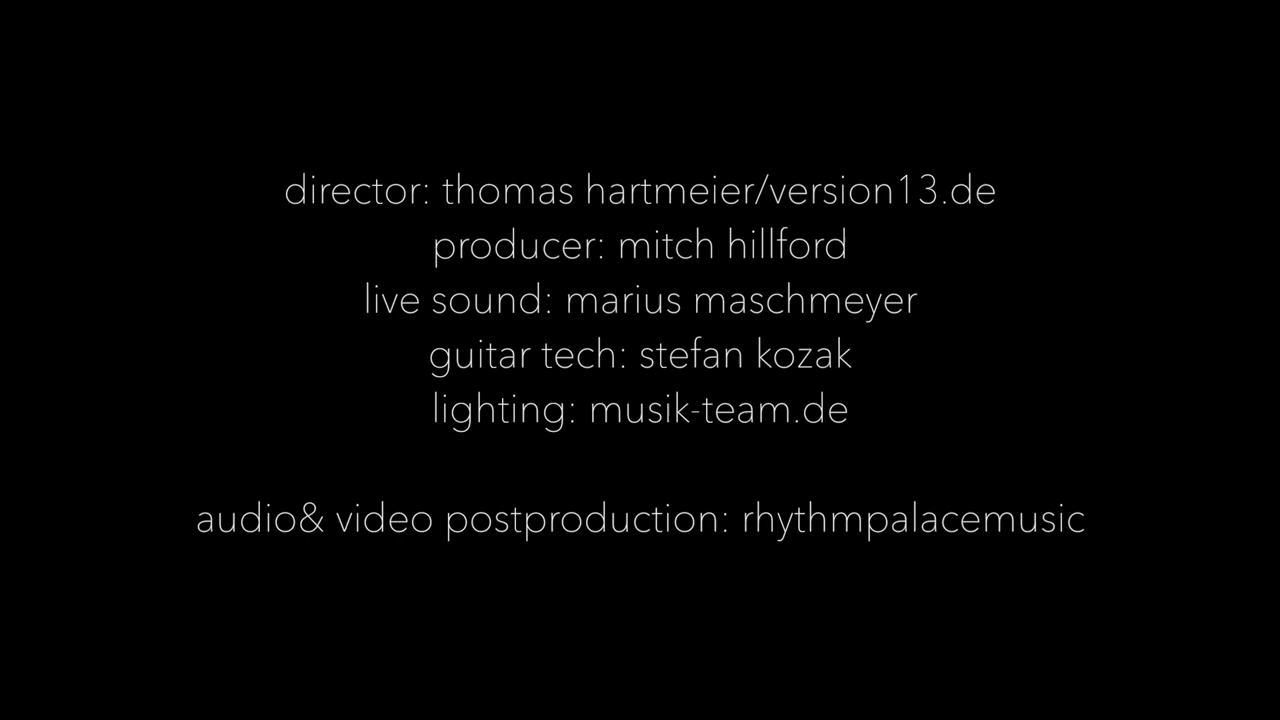 director: thomas hartmeier/version13.de
producer: mitch hillford
live sound: marius maschmeyer
guitar tech: stefan kozak
lighting: musik-team.de
audio& video postproduction: rhythmpalacemusic